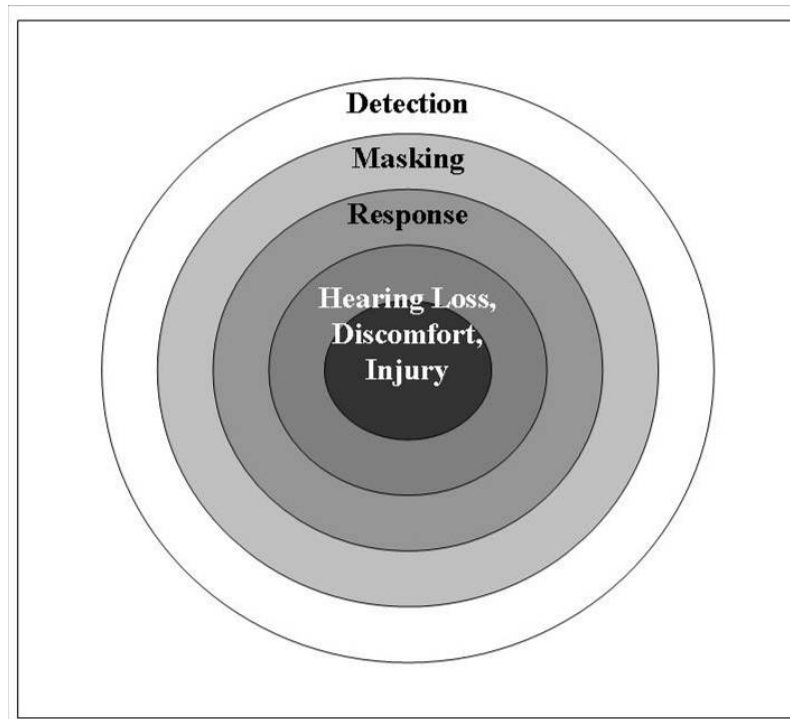 Detection
Masking
Response
Hearing Loss,
Discomfort,
Injury